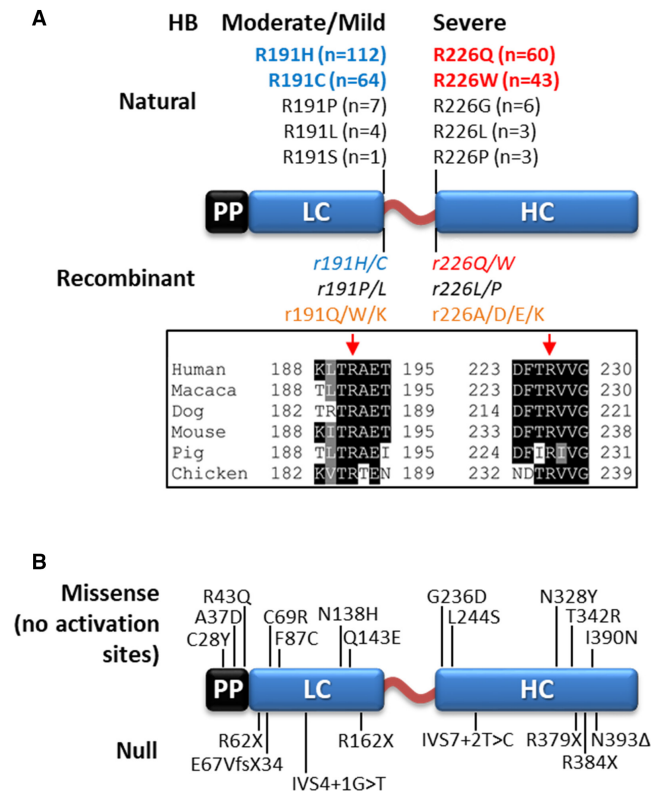 A
HB Moderate/Mild Severe
R191H (n=112) R226Q (n=60)
R191C (n=64) R226W (n=43)
Natural R191P (n=7) R226G (n=6)
R191L (n=4) R226L (n=3)
R191S (n=1) R226P (n=3)
PP LC HC
Recombinant r191H/C r226Q/W
r191P/L r226L/P
r191Q/W/K r226A/D/E/K
Human 188 KLTRAET 195 223 DFTRVVG 230
Macaca 188 TLTRAET 195 223 DFTRVVG 230
Dog 182 TRTRAET 189 214 DFTRVVG 221
Mouse 188 KITRAET 195 233 DFTRVVG 238
Pig 188 TLTRAEI 195 224 DFIRIVG 231
Chicken 182 KVTRTEN 189 232 NDTRVVG 239
B
Missense
(no activation
sites)
R43Q
A37D
C28Y
C69R
F87C
N138H
Q143E
G236D
L244S
N328Y
T342R
I390N
PP LC HC
Null
R62X
E67VfsX34
IVS4+1G>T
R162X
IVS7+2T>C
R379X
R384X
N393Δ